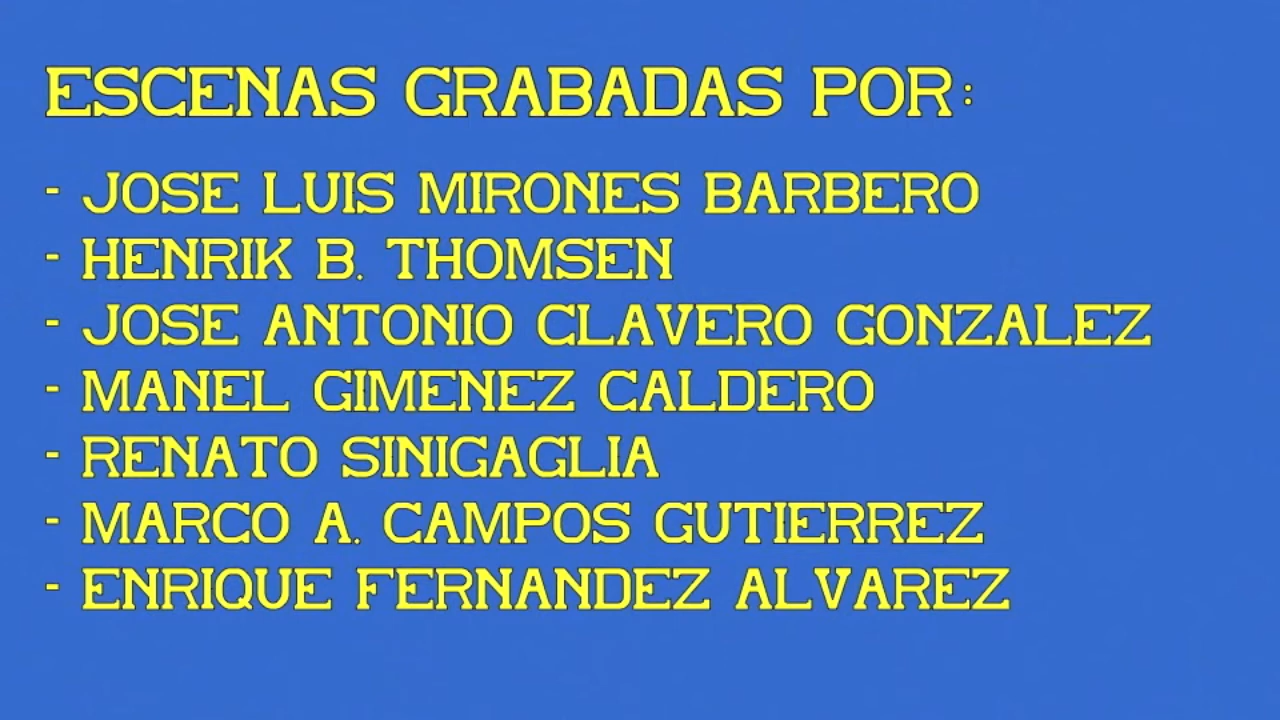 ESCENAS GRABADAS POR:
- JOSE LUIS MIRONES BARBERO
- HENRIK B. THOMSEN
- JOSE ANTONIO CLAVERO GONZALEZ
- MANEL GIMENEZ CALDERO
- RENATO SINIGAGLIA
- MARCO A. CAMPOS GUTIERREZ
- ENRIQUE FERNANDEZ ALVAREZ